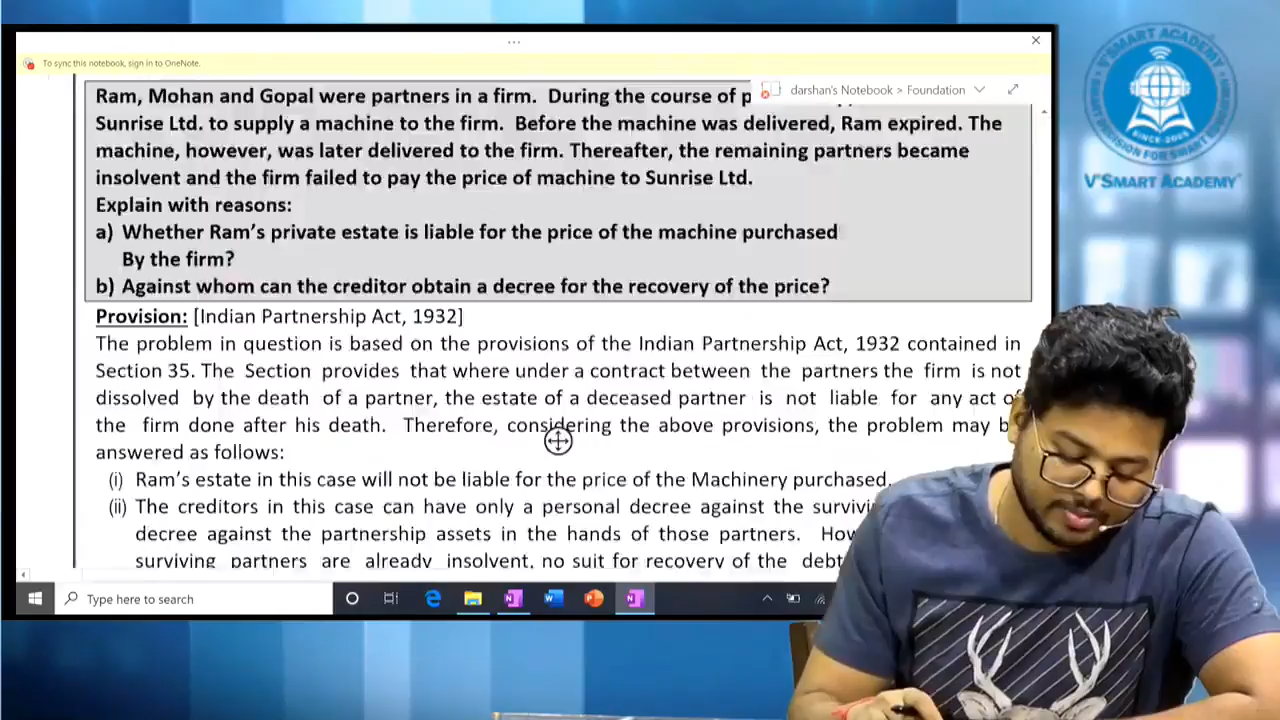 To sync this notebook, sign in to OneNote.
darshan's Notebook > Foundation
Ram, Mohan and Gopal were partners in a firm. During the course of
Sunrise Ltd. to supply a machine to the firm. Before the machine was delivered, Ram expired. The
machine, however, was later delivered to the firm. Thereafter, the remaining partners became
insolvent and the firm failed to pay the price of machine to Sunrise Ltd.
Explain with reasons:
a) Whether Ram's private estate is liable for the price of the machine purchased
By the firm?
b) Against whom can the creditor obtain a decree for the recovery of the price?
Provision: [Indian Partnership Act, 1932]
The problem in question is based on the provisions of the Indian Partnership Act, 1932 contained in
Section 35. The Section provides that where under a contract between the partners the firm is not
dissolved by the death of a partner, the estate of a deceased partner is not liable for any act of
the firm done after his death. Therefore, considering the above provisions, the problem may
answered as follows:
(i) Ram's estate in this case will not be liable for the price of the Machinery purchased.
(ii) The creditors in this case can have only a personal decree against the
decree against the partnership assets in the hands of those partners.
surviving partners are already insolvent, no suit for recovery of the
Type here to search
V'SMART ACADEMY
SINCE-2005
V'SMART ACADEMY